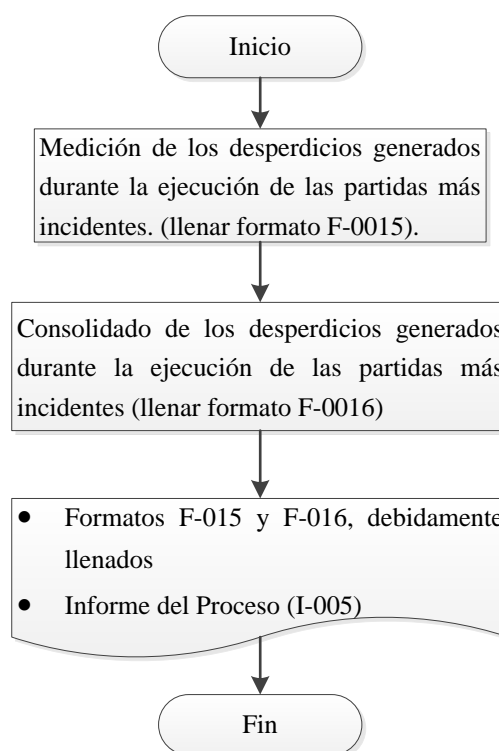 Inicio
Medición de los desperdicios generados
durante la ejecución de las partidas más
incidentes. (llenar formato F-0015).
Consolidado de los desperdicios generados
durante la ejecución de las partidas más
incidentes (llenar formato F-0016)
• Formatos F-015 y F-016, debidamente
llenados
• Informe del Proceso (I-005)
Fin